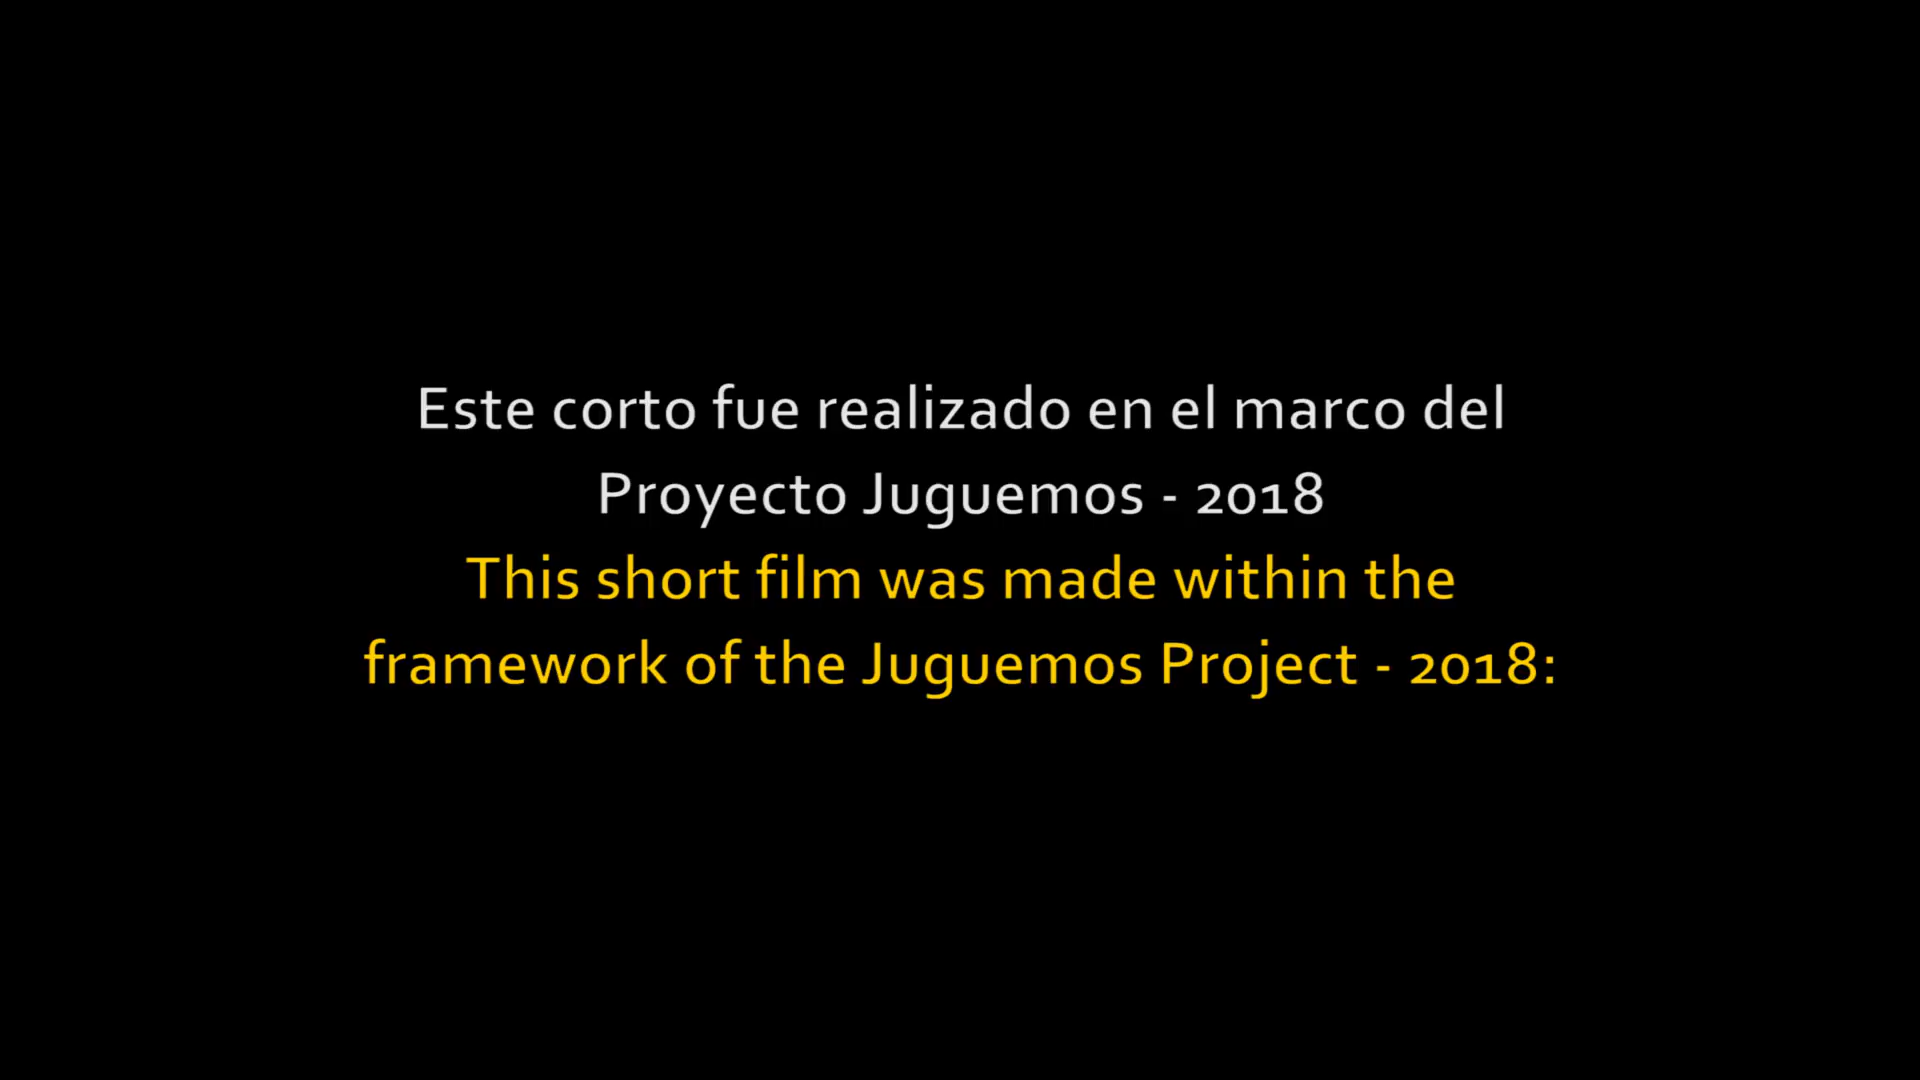 Este corto fue realizado en el marco del
Proyecto Juguemos - 2018
This short film was made within the
framework of the Juguemos Project - 2018: